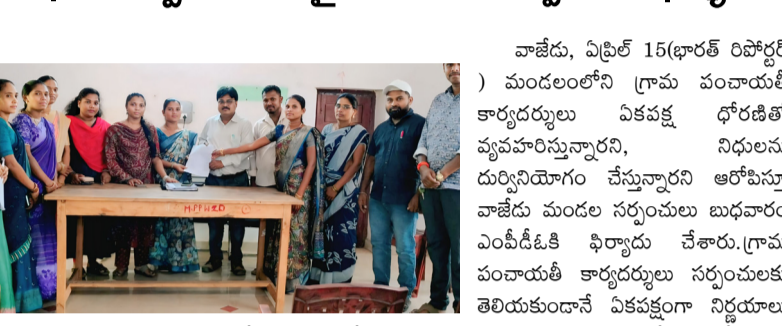 వాజేడు, ఏప్రిల్ 15(భారత్ రిపోర్టర్
) మండలంలోని గ్రామ పంచాయతీ
కార్యదర్శులు ఏకపక్ష ధోరణితో
వ్యవహరిస్తున్నారని, నిధులను
దుర్వినియోగం చేస్తున్నారని ఆరోపిస్తూ
వాజేడు మండల సర్పంచులు బుధవారం
ఎంపీడీఓకి ఫిర్యాదు చేశారు.గ్రామ
పంచాయతీ కార్యదర్శులు సర్పంచులకు
తెలియకుండానే ఏకపక్షంగా నిర్ణయాలు